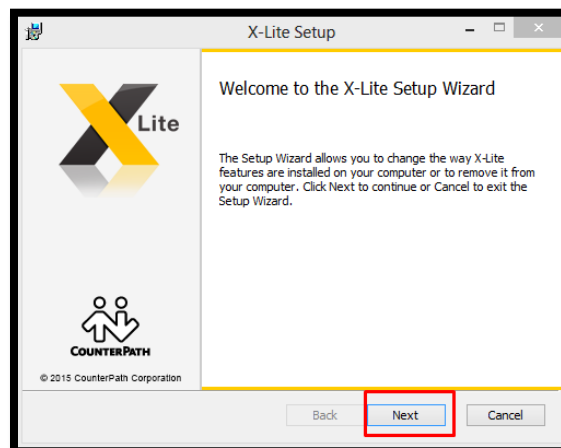 X-Lite Setup
Lite
Welcome to the X-Lite Setup Wizard
The Setup Wizard allows you to change the way X-Lite
features are installed on your computer or to remove it from
your computer. Click Next to continue or Cancel to exit the
Setup Wizard.
COUNTERPATH
© 2015 CounterPath Corporation
Back Next Cancel